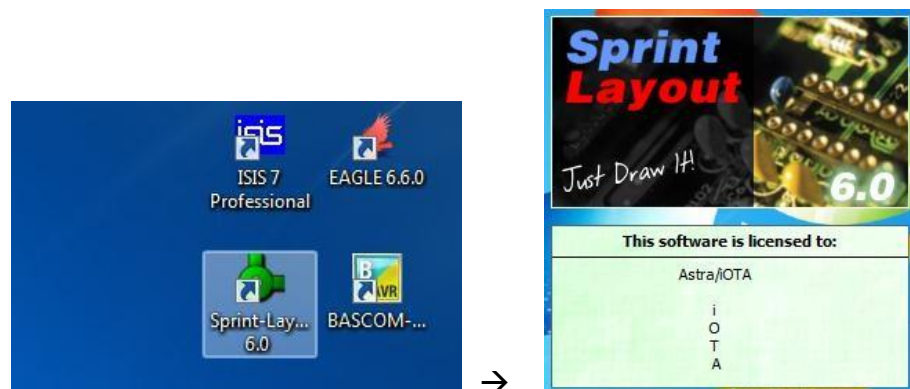 isis
ISIS 7
Professional
EAGLE 6.6.0
Sprint-Lay...
6.0
B
AVR
BASCOM-...
→
Sprint
Layout
Just Draw It!
6.0
This software is licensed to:
Astra/iOTA
i
O
T
A